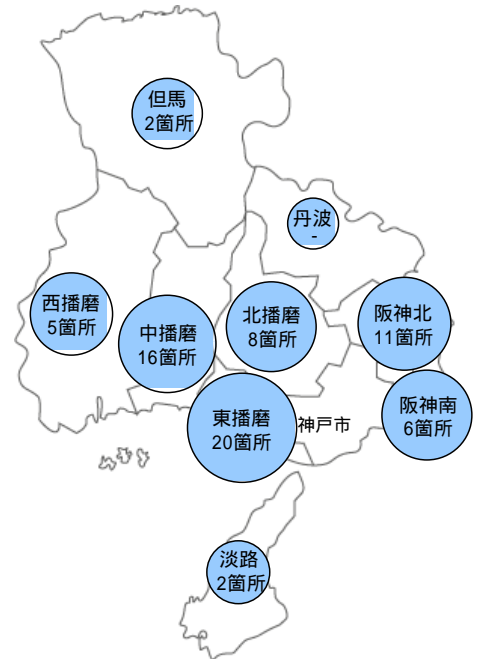 但馬
2箇所
丹波
-
西播磨
5箇所
中播磨
16箇所
北播磨
8箇所
阪神北
11箇所
東播磨
20箇所
神戸市
阪神南
6箇所
淡路
2箇所